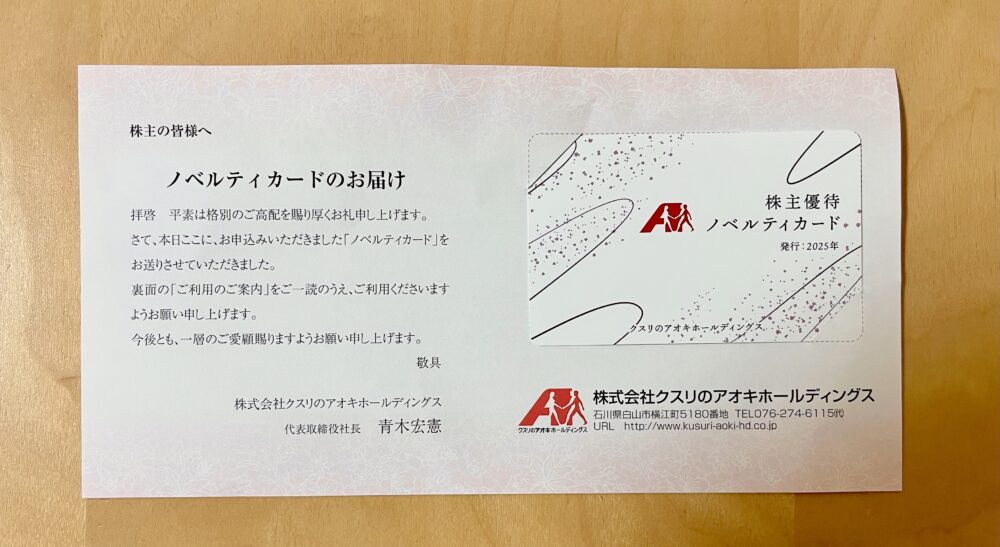 株主の皆様へ
ノベルティカードのお届け
拝啓　平素は格別のご高配を賜り厚くお礼申し上げます。
さて、本日ここに、お申込みいただきました「ノベルティカード」を
お送りさせていただきました。
裏面の「ご利用のご案内」をご一読のうえ、ご利用くださいます
ようお願い申し上げます。
今後とも、一層のご愛顧賜りますようお願い申し上げます。
敬具
株式会社クスリのアオキホールディングス
代表取締役社長　青木宏憲
株主優待
ノベルティカード
発行：2025年
クスリのアオキホールディングス
クスリのアオキホールディングス
株式会社クスリのアオキホールディングス
石川県白山市横江町5180番地　TEL076-274-6115㈹
URL　http://www.kusuri-aoki-hd.co.jp